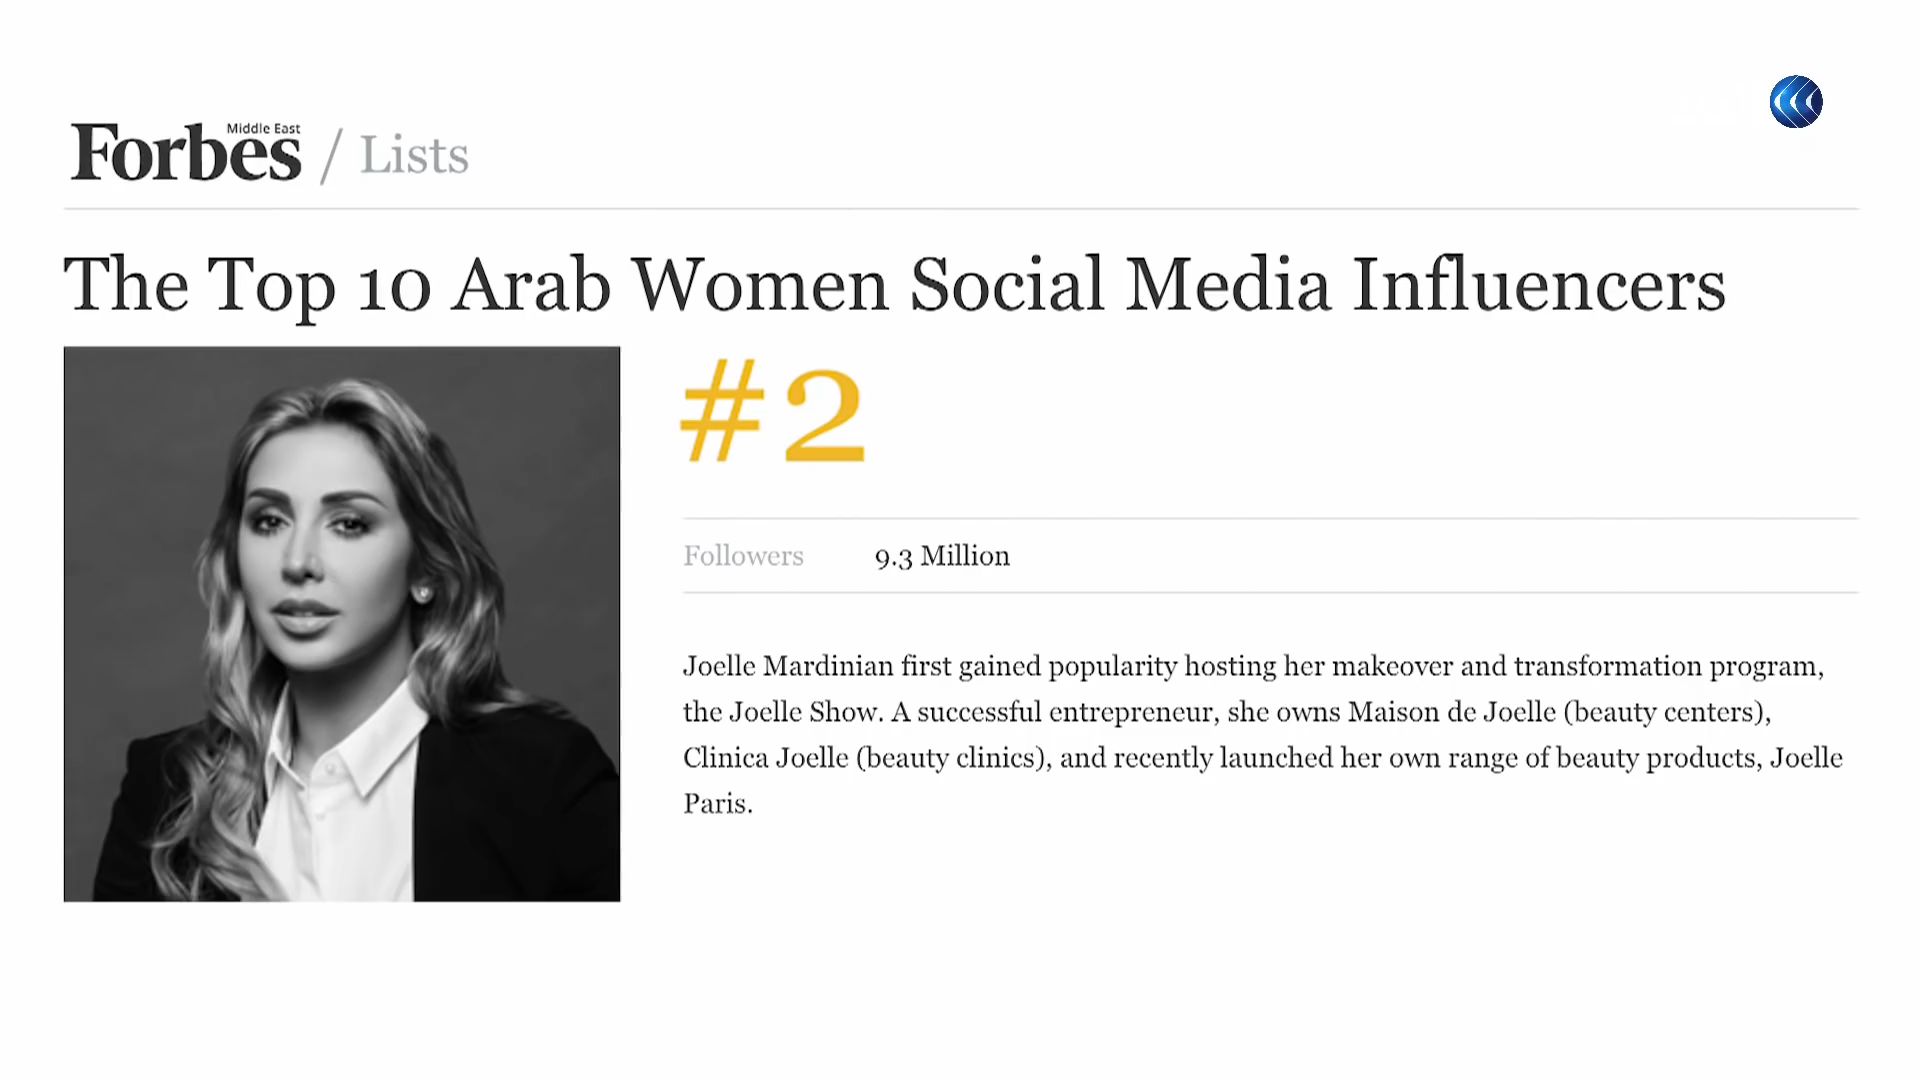 Forbes Middle East / Lists
The Top 10 Arab Women Social Media Influencers
#2
Followers 9.3 Million
Joelle Mardinian first gained popularity hosting her makeover and transformation program,
the Joelle Show. A successful entrepreneur, she owns Maison de Joelle (beauty centers),
Clinica Joelle (beauty clinics), and recently launched her own range of beauty products, Joelle
Paris.